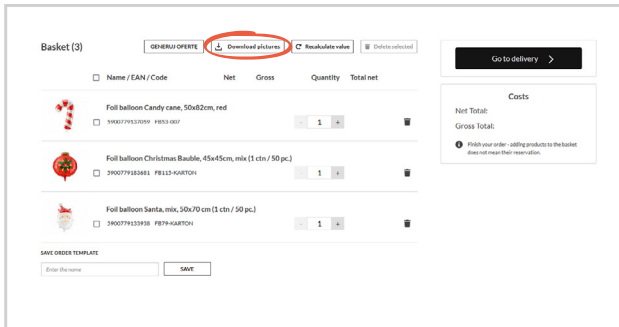 Basket (3)
GENERUJ OFERTE
Download pictures
Recalculate value
Delete selected
Go to delivery
Name / EAN / Code
Net
Gross
Quantity
Total net
Costs
Net Total:
Gross Total:
Finish your order - adding products to the basket
does not mean their reservation.
Foil balloon Candy cane, 50x82cm, red
5900779137059 FB53-007
- 1 +
Foil balloon Christmas Bauble, 45x45cm, mix (1 ctn / 50 pc.)
5900779183681 FB115-KARTON
- 1 +
Foil balloon Santa, mix, 50x70 cm (1 ctn / 50 pc.)
5900779133938 FB79-KARTON
- 1 +
SAVE ORDER TEMPLATE
Enter the name
SAVE